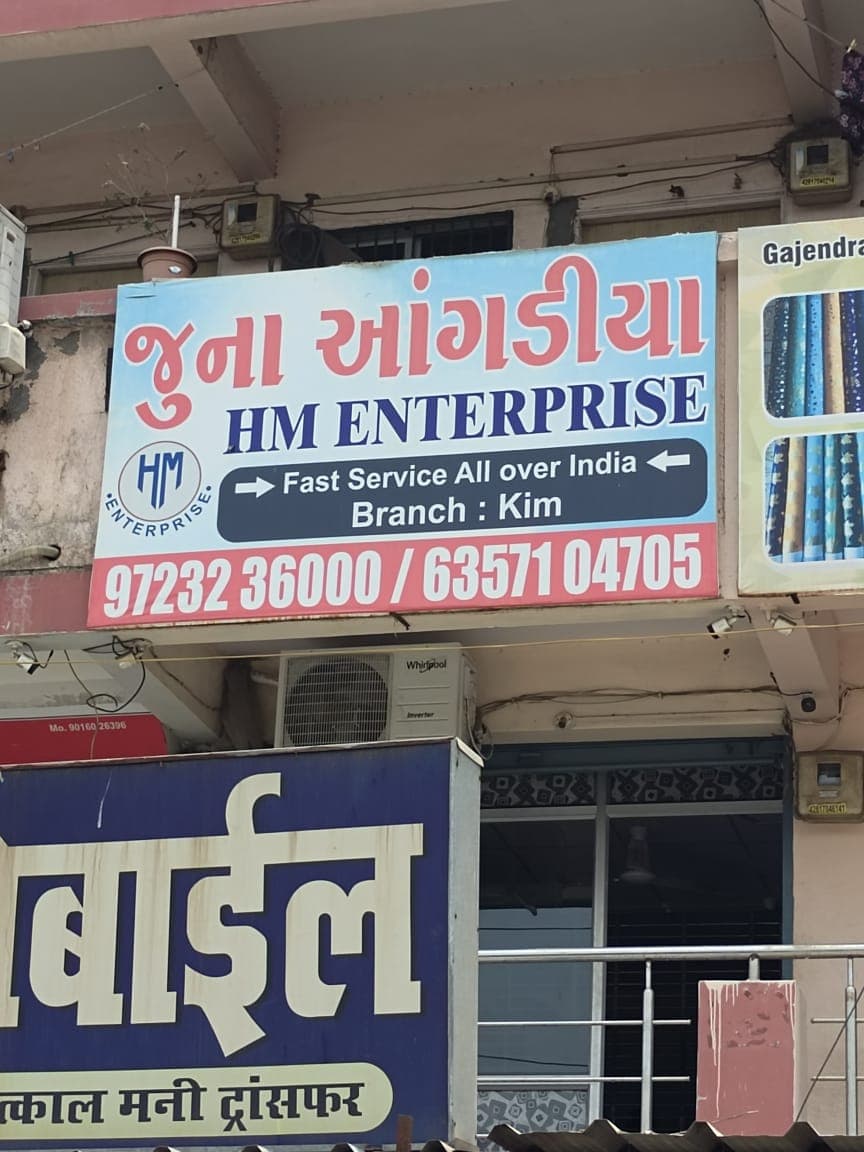 જુના આંગડીયા
HM ENTERPRISE
HM
ENTERPRISE
Fast Service All over India
Branch : Kim
97232 36000 / 63571 04705
Gajendra
Whirlpool
Inverter
Mo. 90160 26396
बाईल
त्काल मनी ट्रांसफर